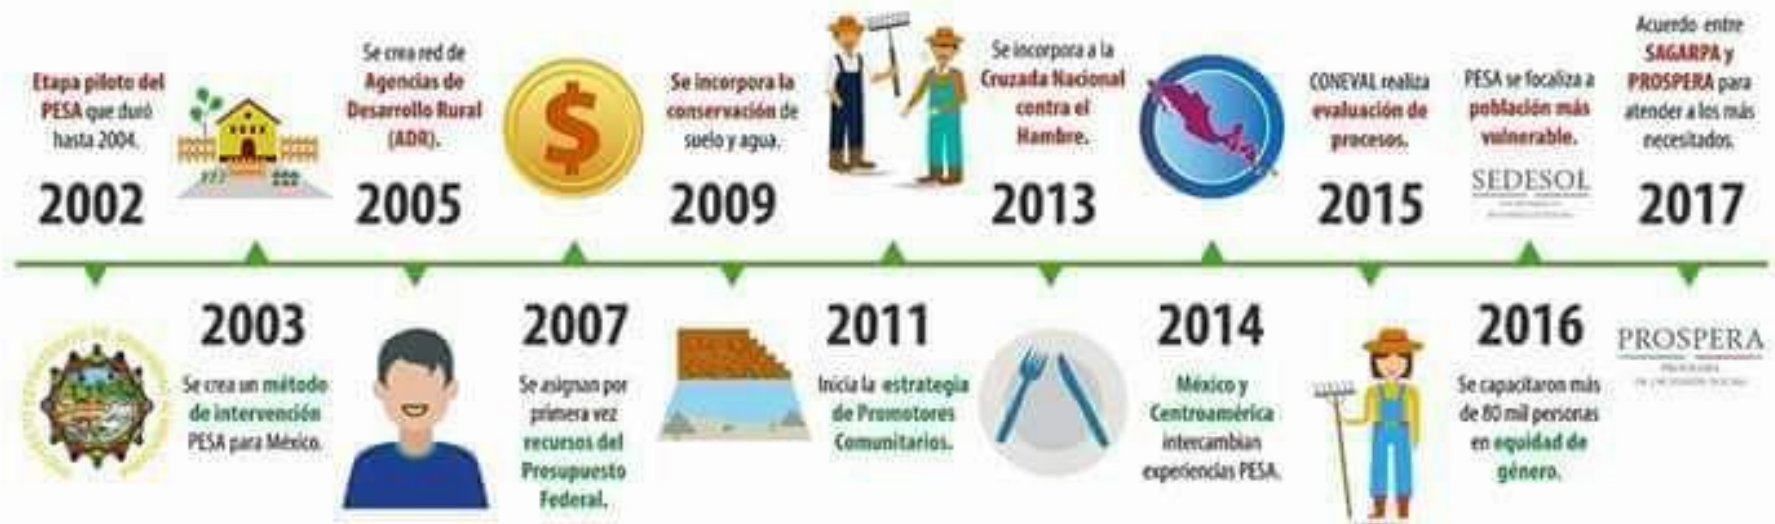 Etapa piloto del
PESA que duró
hasta 2004.
2002
2003
Se crea un método
de intervención
PESA para México.
Se crea red de
Agencias de
Desarrollo Rural
(ADR).
2005
2007
Se asignan por
primera vez
recursos del
Presupuesto
Federal.
$
Se incorpora la
conservación de
suelo y agua.
2009
2011
Inicia la estrategia
de Promotores
Comunitarios.
Se incorpora a la
Cruzada Nacional
contra el
Hambre.
2013
2014
México y
Centroamérica
intercambian
experiencias PESA.
CONEVAL realiza
evaluación de
procesos.
2015
PESA se focaliza a
población más
vulnerable.
SEDESOL
2016
Se capacitaron más
de 80 mil personas
en equidad de
género.
Acuerdo entre
SAGARPA y
PROSPERA para
atender a los más
necesitados.
2017
PROSPERA
PROGRAMA
DE INCLUSIÓN SOCIAL